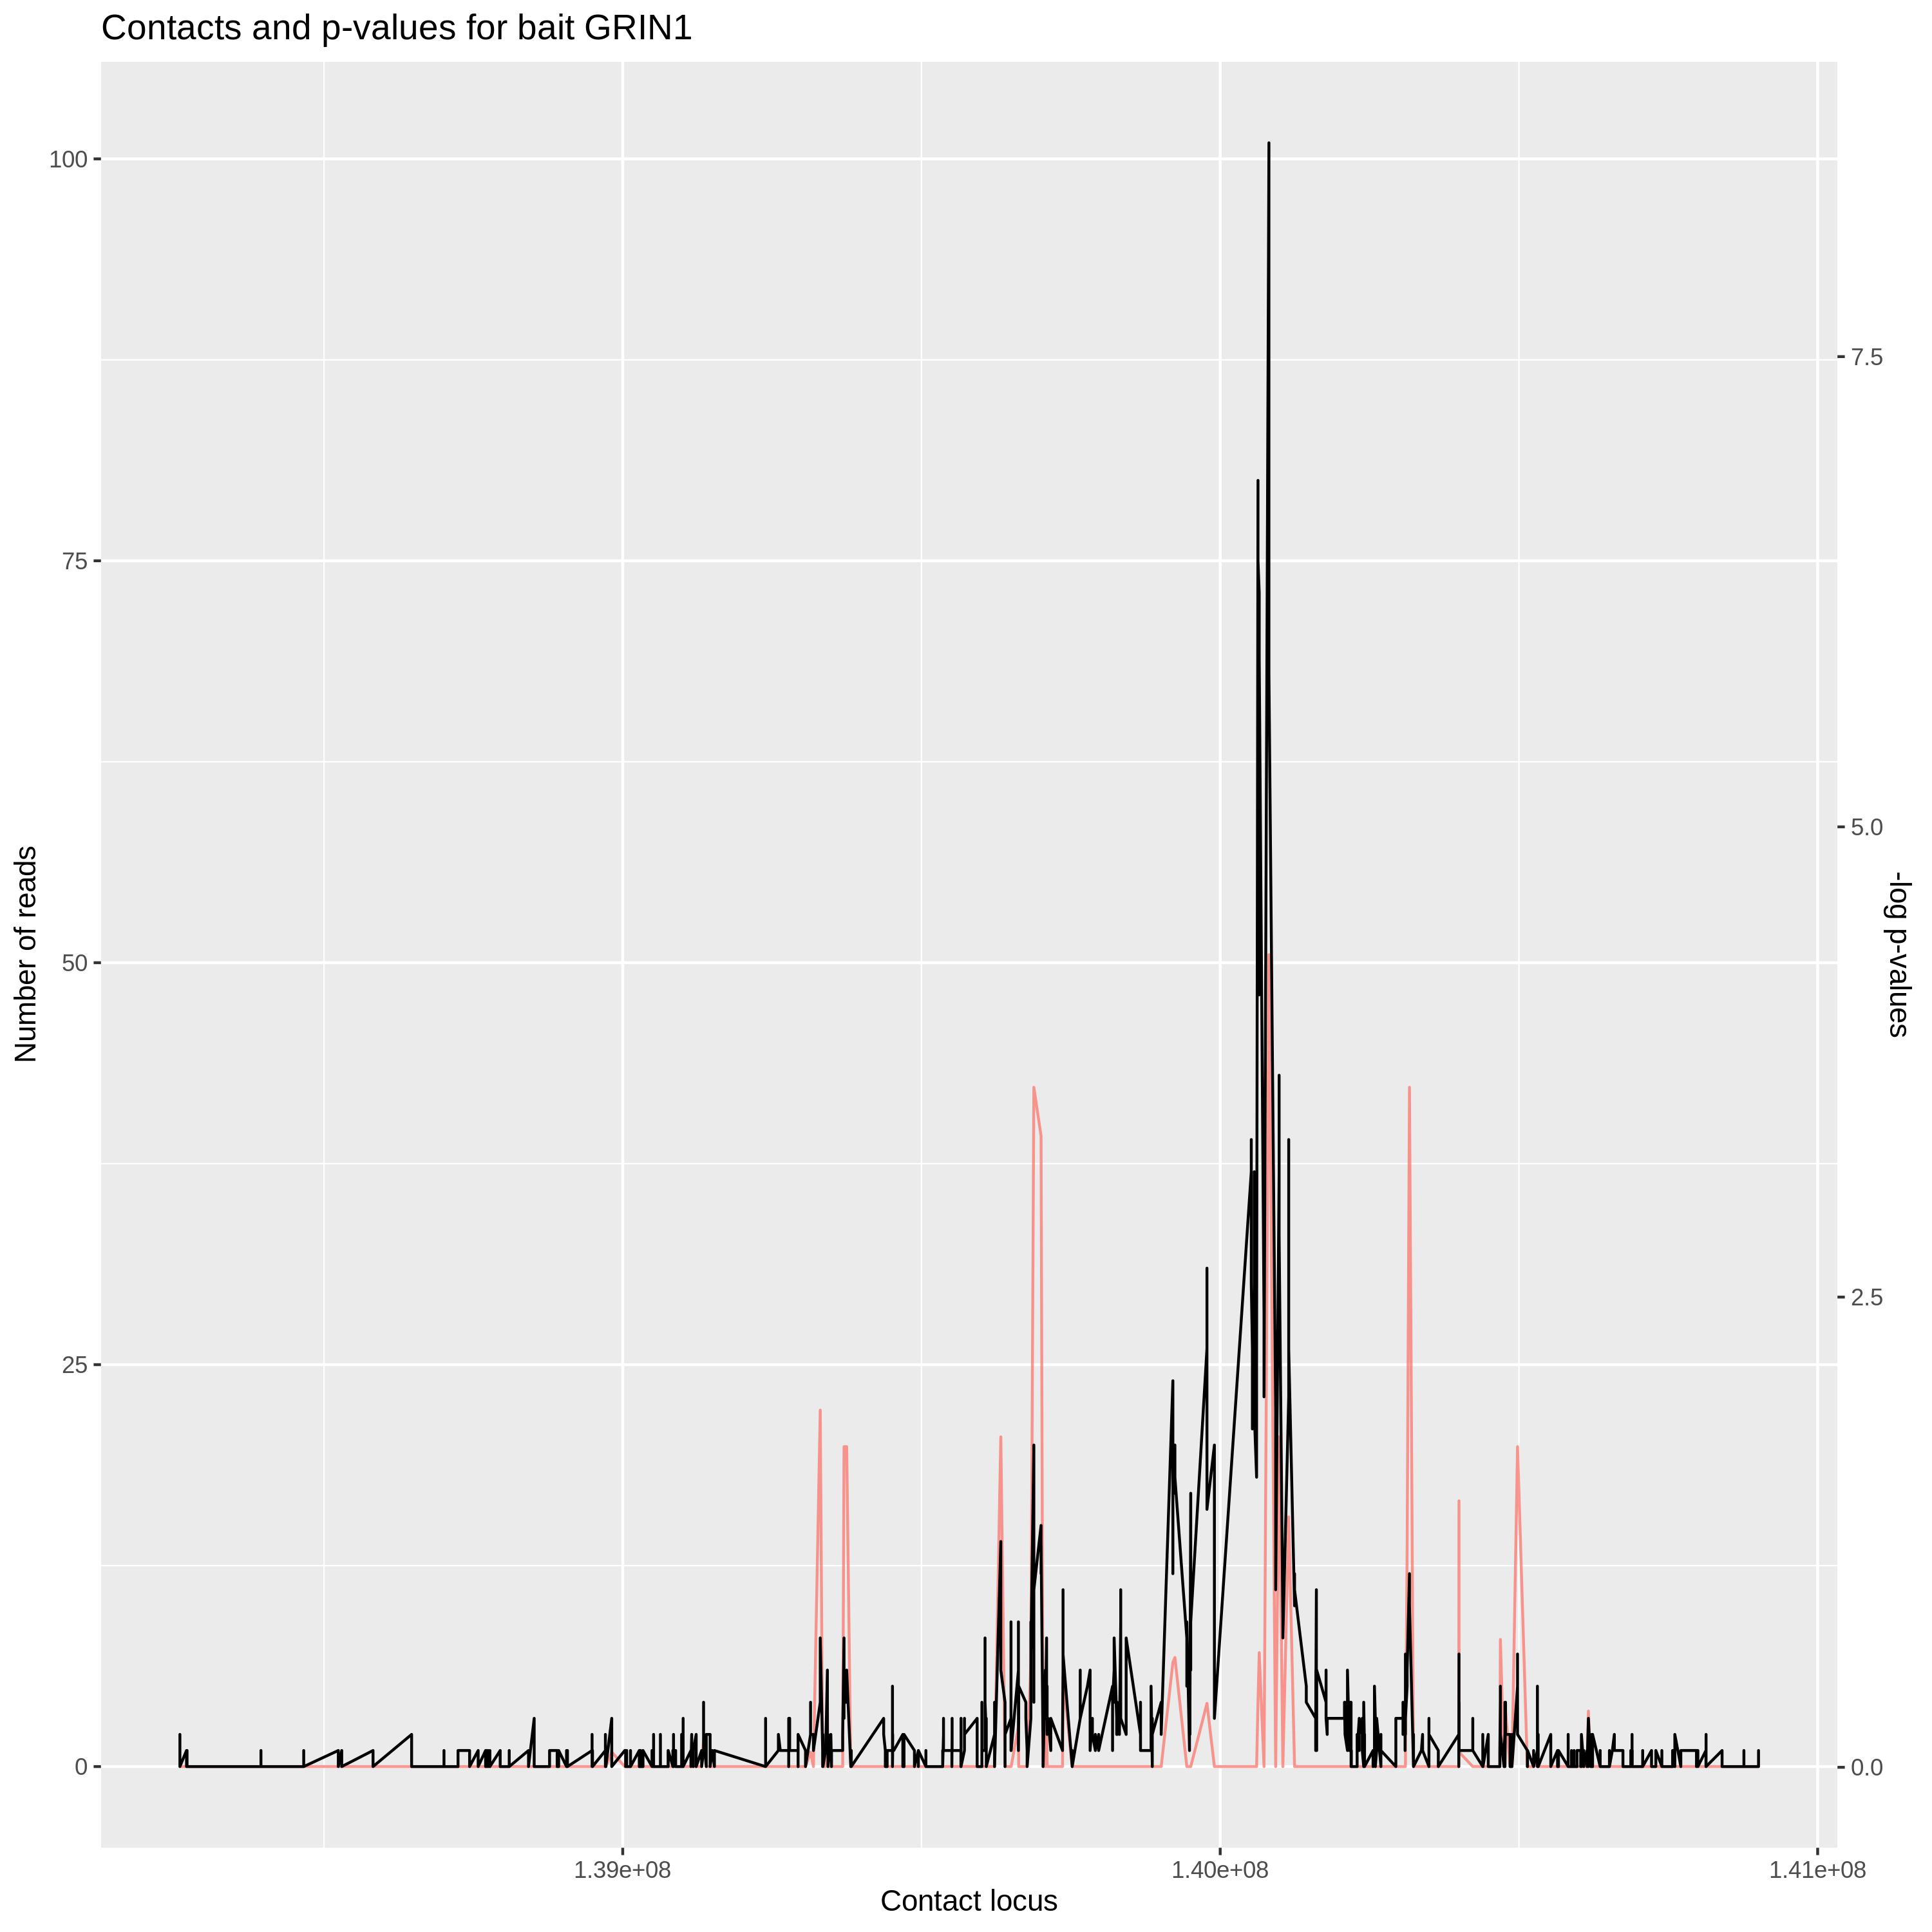 Contacts and p-values for bait GRIN1
100
75
50
25
0
Number of reads
7.5
5.0
2.5
0.0
-log p-values
1.39e+08
1.40e+08
1.41e+08
Contact locus